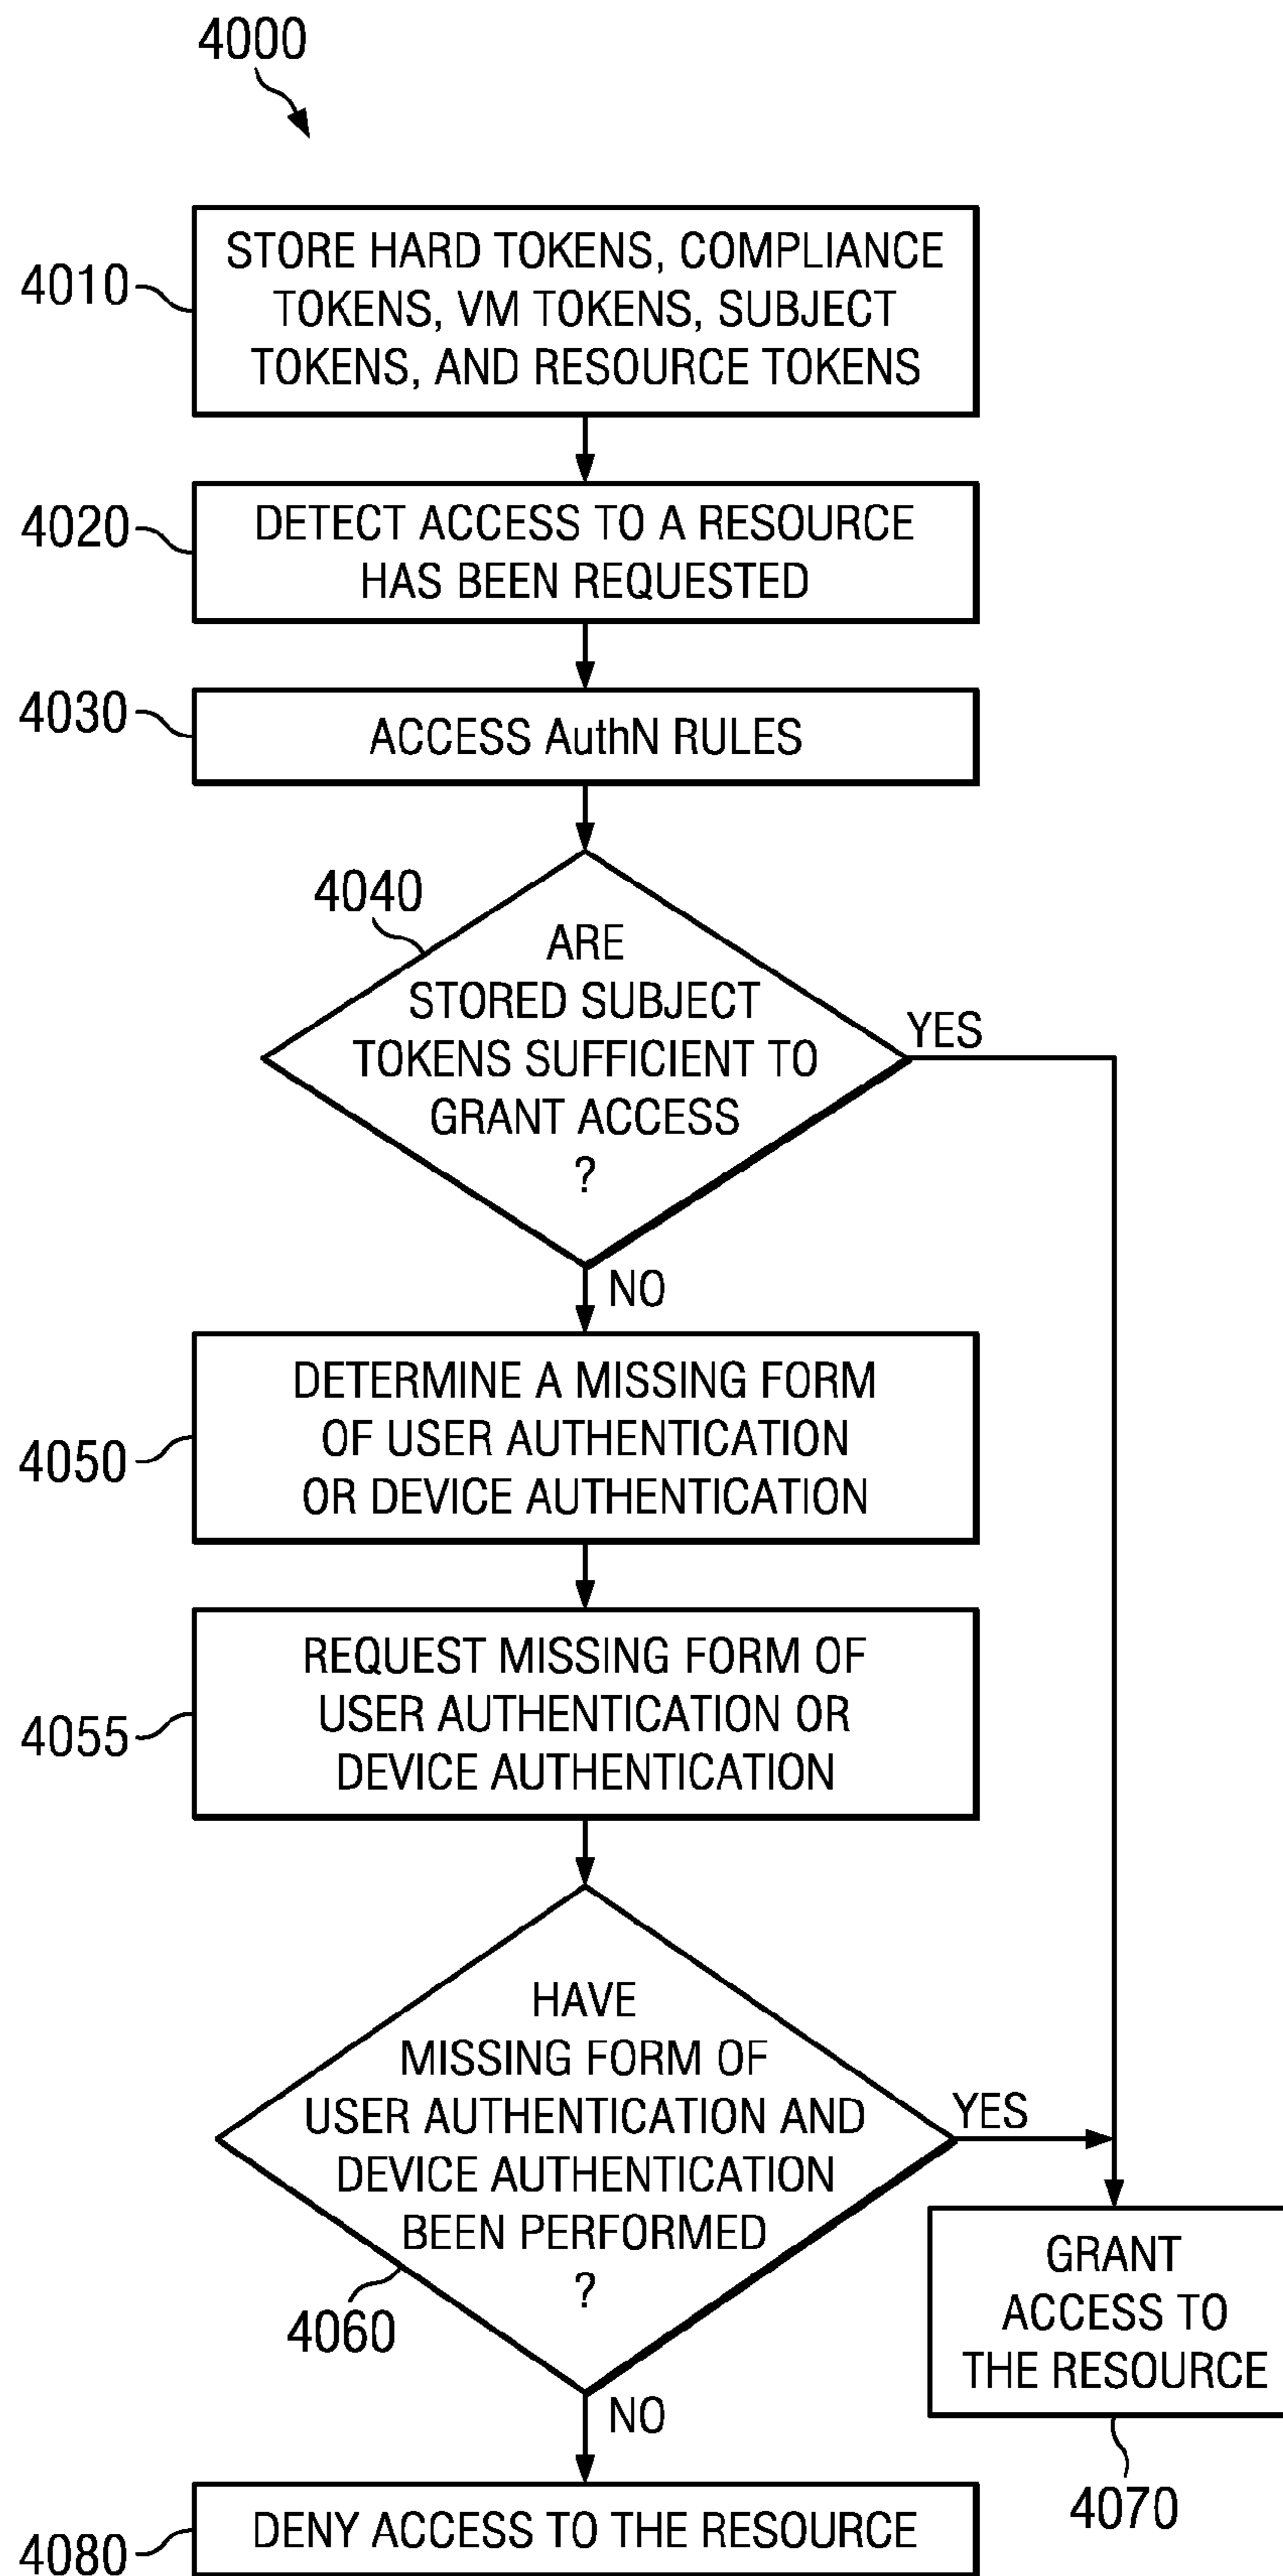 4000
4010
STORE HARD TOKENS, COMPLIANCE
TOKENS, VM TOKENS, SUBJECT
TOKENS, AND RESOURCE TOKENS
4020
DETECT ACCESS TO A RESOURCE
HAS BEEN REQUESTED
4030
ACCESS AuthN RULES
4040
ARE
STORED SUBJECT
TOKENS SUFFICIENT TO
GRANT ACCESS
?
YES
NO
4050
DETERMINE A MISSING FORM
OF USER AUTHENTICATION
OR DEVICE AUTHENTICATION
4055
REQUEST MISSING FORM OF
USER AUTHENTICATION OR
DEVICE AUTHENTICATION
HAVE
MISSING FORM OF
USER AUTHENTICATION AND
DEVICE AUTHENTICATION
BEEN PERFORMED
?
4060
YES
NO
GRANT
ACCESS TO
THE RESOURCE
4070
4080
DENY ACCESS TO THE RESOURCE